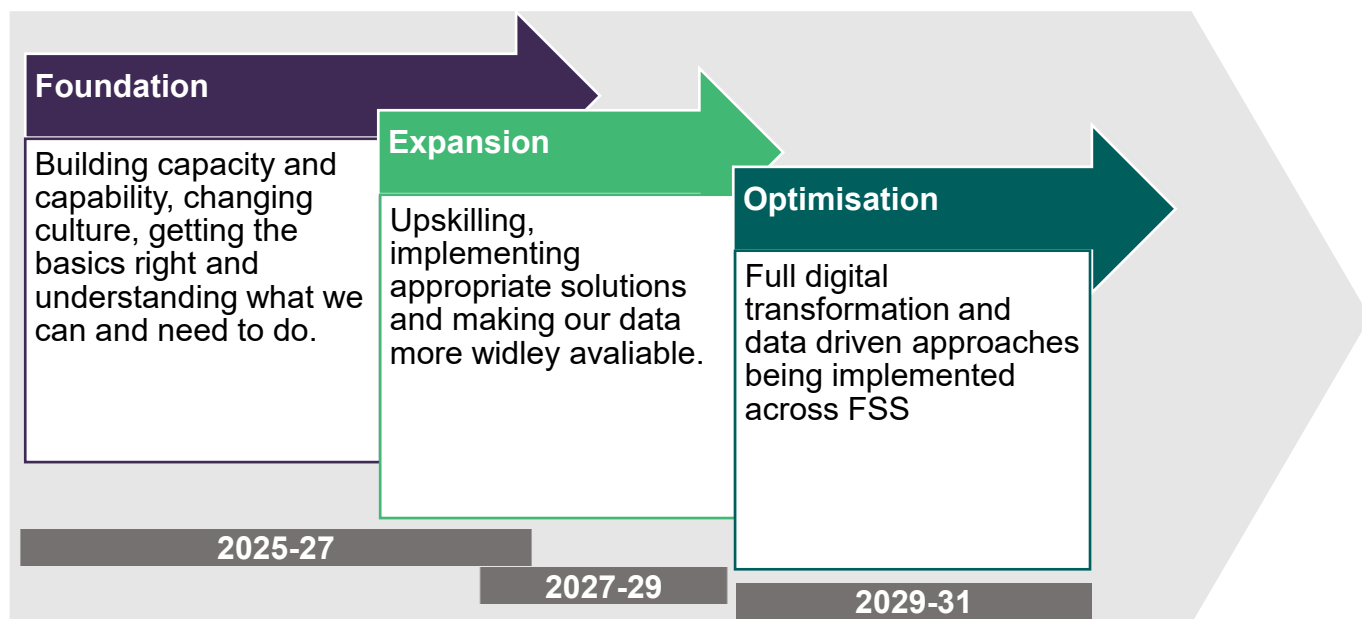 Foundation
Building capacity and
capability, changing
culture, getting the
basics right and
understanding what we
can and need to do.
Expansion
Upskilling,
implementing
appropriate solutions
and making our data
more widley avaliable.
Optimisation
Full digital
transformation and
data driven approaches
being implemented
across FSS
2025-27
2027-29
2029-31